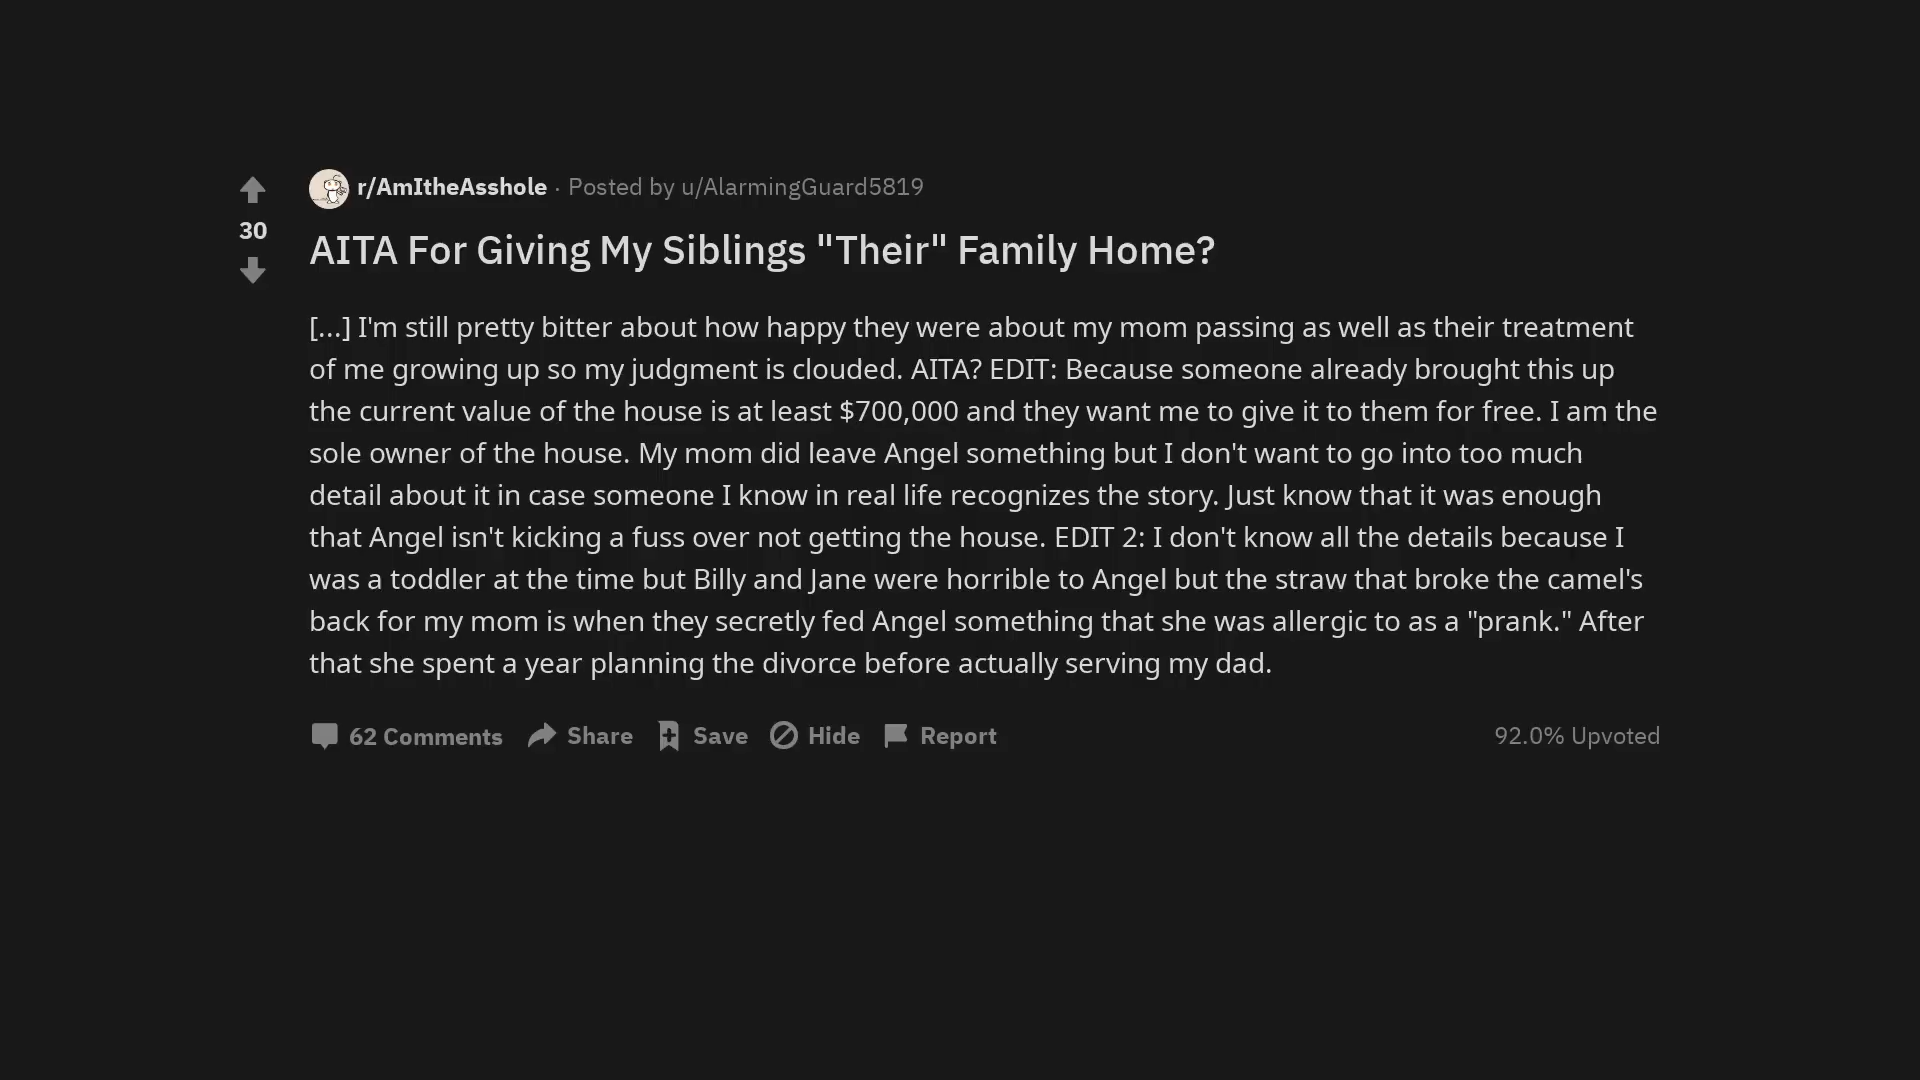 r/AmItheAsshole · Posted by u/AlarmingGuard5819
30
AITA For Giving My Siblings "Their" Family Home?
[...] I'm still pretty bitter about how happy they were about my mom passing as well as their treatment
of me growing up so my judgment is clouded. AITA? EDIT: Because someone already brought this up
the current value of the house is at least $700,000 and they want me to give it to them for free. I am the
sole owner of the house. My mom did leave Angel something but I don't want to go into too much
detail about it in case someone I know in real life recognizes the story. Just know that it was enough
that Angel isn't kicking a fuss over not getting the house. EDIT 2: I don't know all the details because I
was a toddler at the time but Billy and Jane were horrible to Angel but the straw that broke the camel's
back for my mom is when they secretly fed Angel something that she was allergic to as a "prank." After
that she spent a year planning the divorce before actually serving my dad.
62 Comments Share Save Hide Report 92.0% Upvoted